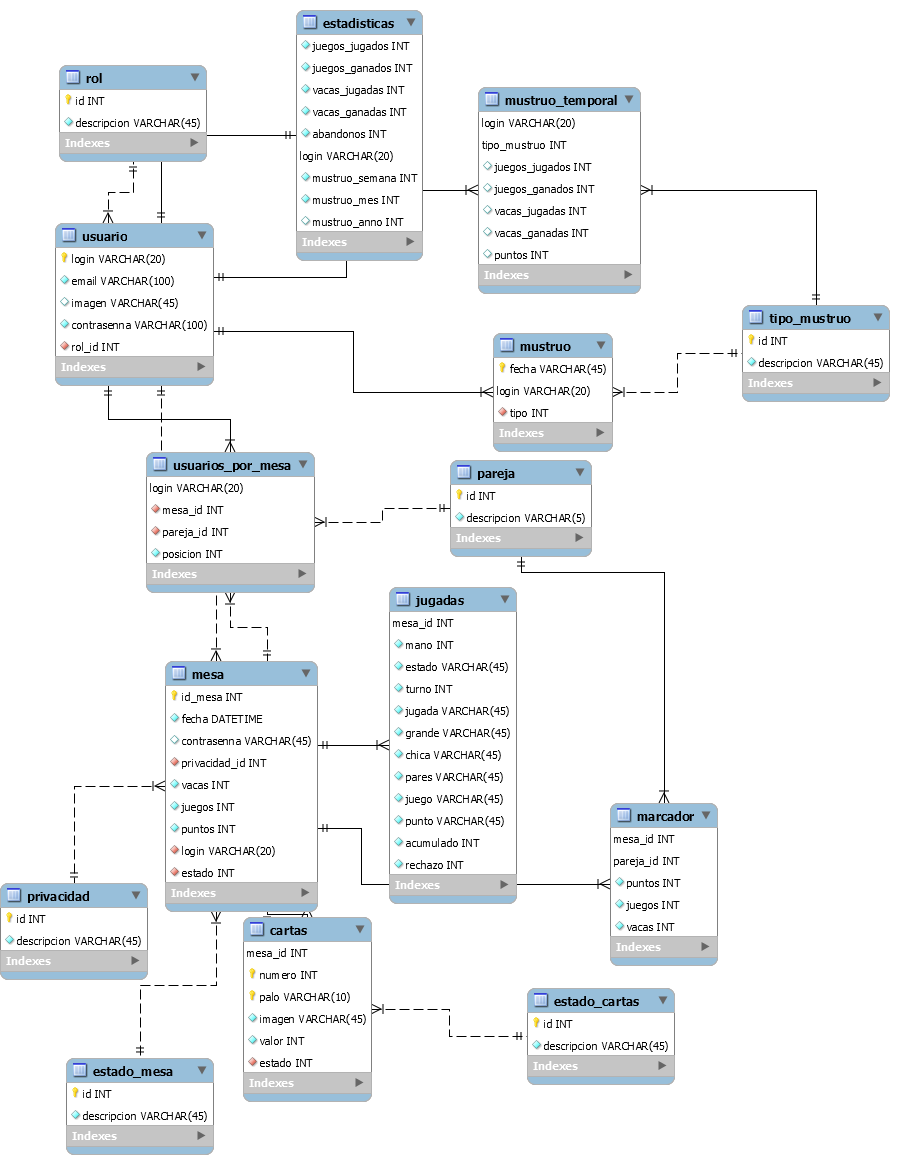 estadisticas
juegos_jugados INT
juegos_ganados INT
vacas_jugadas INT
vacas_ganadas INT
abandonos INT
login VARCHAR(20)
mustruo_semana INT
mustruo_mes INT
mustruo_anno INT
Indexes
rol
id INT
descripcion VARCHAR(45)
Indexes
mustruo_temporal
login VARCHAR(20)
tipo_mustruo INT
juegos_jugados INT
juegos_ganados INT
vacas_jugadas INT
vacas_ganadas INT
puntos INT
Indexes
usuario
login VARCHAR(20)
email VARCHAR(100)
imagen VARCHAR(45)
contrasenna VARCHAR(100)
rol_id INT
Indexes
tipo_mustruo
id INT
descripcion VARCHAR(45)
Indexes
mustruo
fecha VARCHAR(45)
login VARCHAR(20)
tipo INT
Indexes
usuarios_por_mesa
login VARCHAR(20)
mesa_id INT
pareja_id INT
posicion INT
Indexes
pareja
id INT
descripcion VARCHAR(5)
Indexes
jugadas
mesa_id INT
mano INT
estado VARCHAR(45)
turno INT
jugada VARCHAR(45)
grande VARCHAR(45)
chica VARCHAR(45)
pares VARCHAR(45)
juego VARCHAR(45)
punto VARCHAR(45)
acumulado INT
rechazo INT
Indexes
mesa
id_mesa INT
fecha DATETIME
contrasenna VARCHAR(45)
privacidad_id INT
vacas INT
juegos INT
puntos INT
login VARCHAR(20)
estado INT
Indexes
marcador
mesa_id INT
pareja_id INT
puntos INT
juegos INT
vacas INT
Indexes
privacidad
id INT
descripcion VARCHAR(45)
Indexes
cartas
mesa_id INT
numero INT
palo VARCHAR(10)
imagen VARCHAR(45)
valor INT
estado INT
Indexes
estado_cartas
id INT
descripcion VARCHAR(45)
Indexes
estado_mesa
id INT
descripcion VARCHAR(45)
Indexes